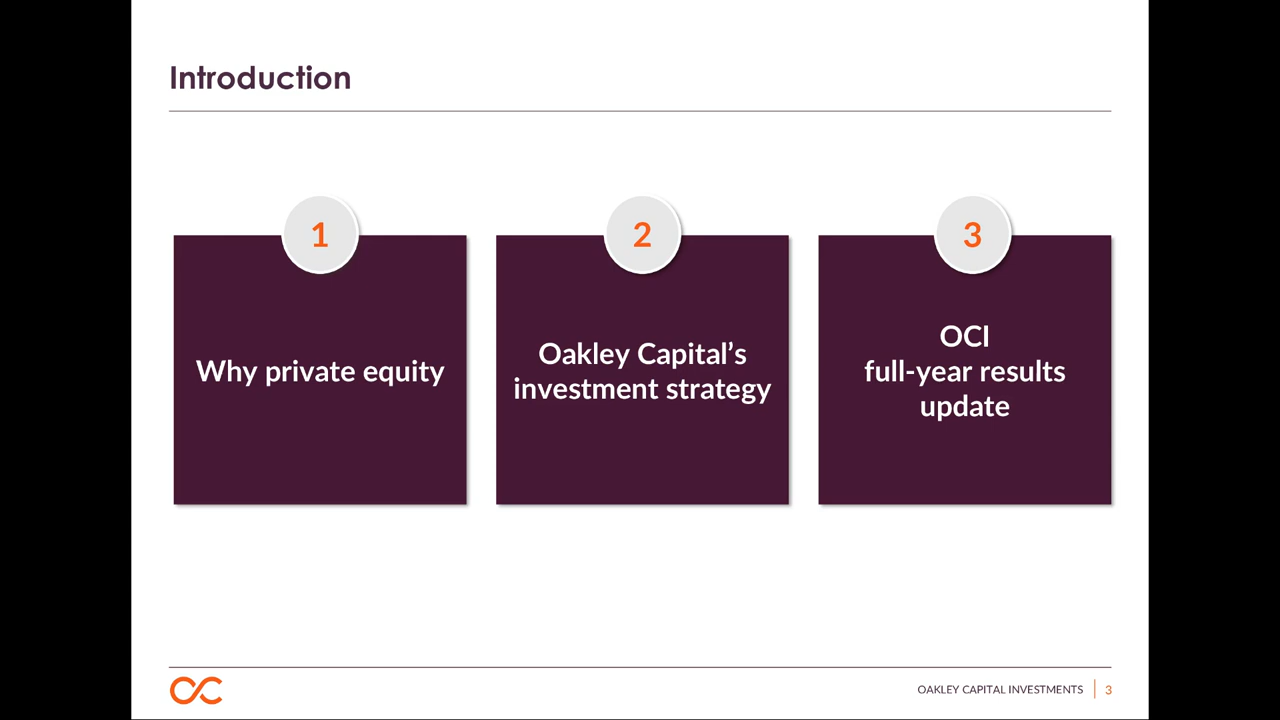 Introduction
1
Why private equity
2
Oakley Capital’s
investment strategy
3
OCI
full-year results
update
OAKLEY CAPITAL INVESTMENTS
3